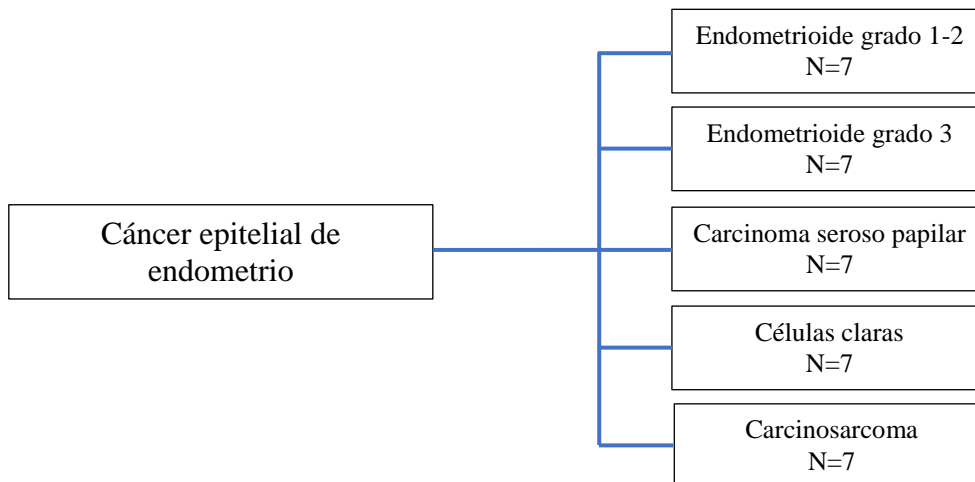 Endometrioide grado 1-2
N=7
Endometrioide grado 3
N=7
Cáncer epitelial de
endometrio
Carcinoma seroso papilar
N=7
Células claras
N=7
Carcinosarcoma
N=7